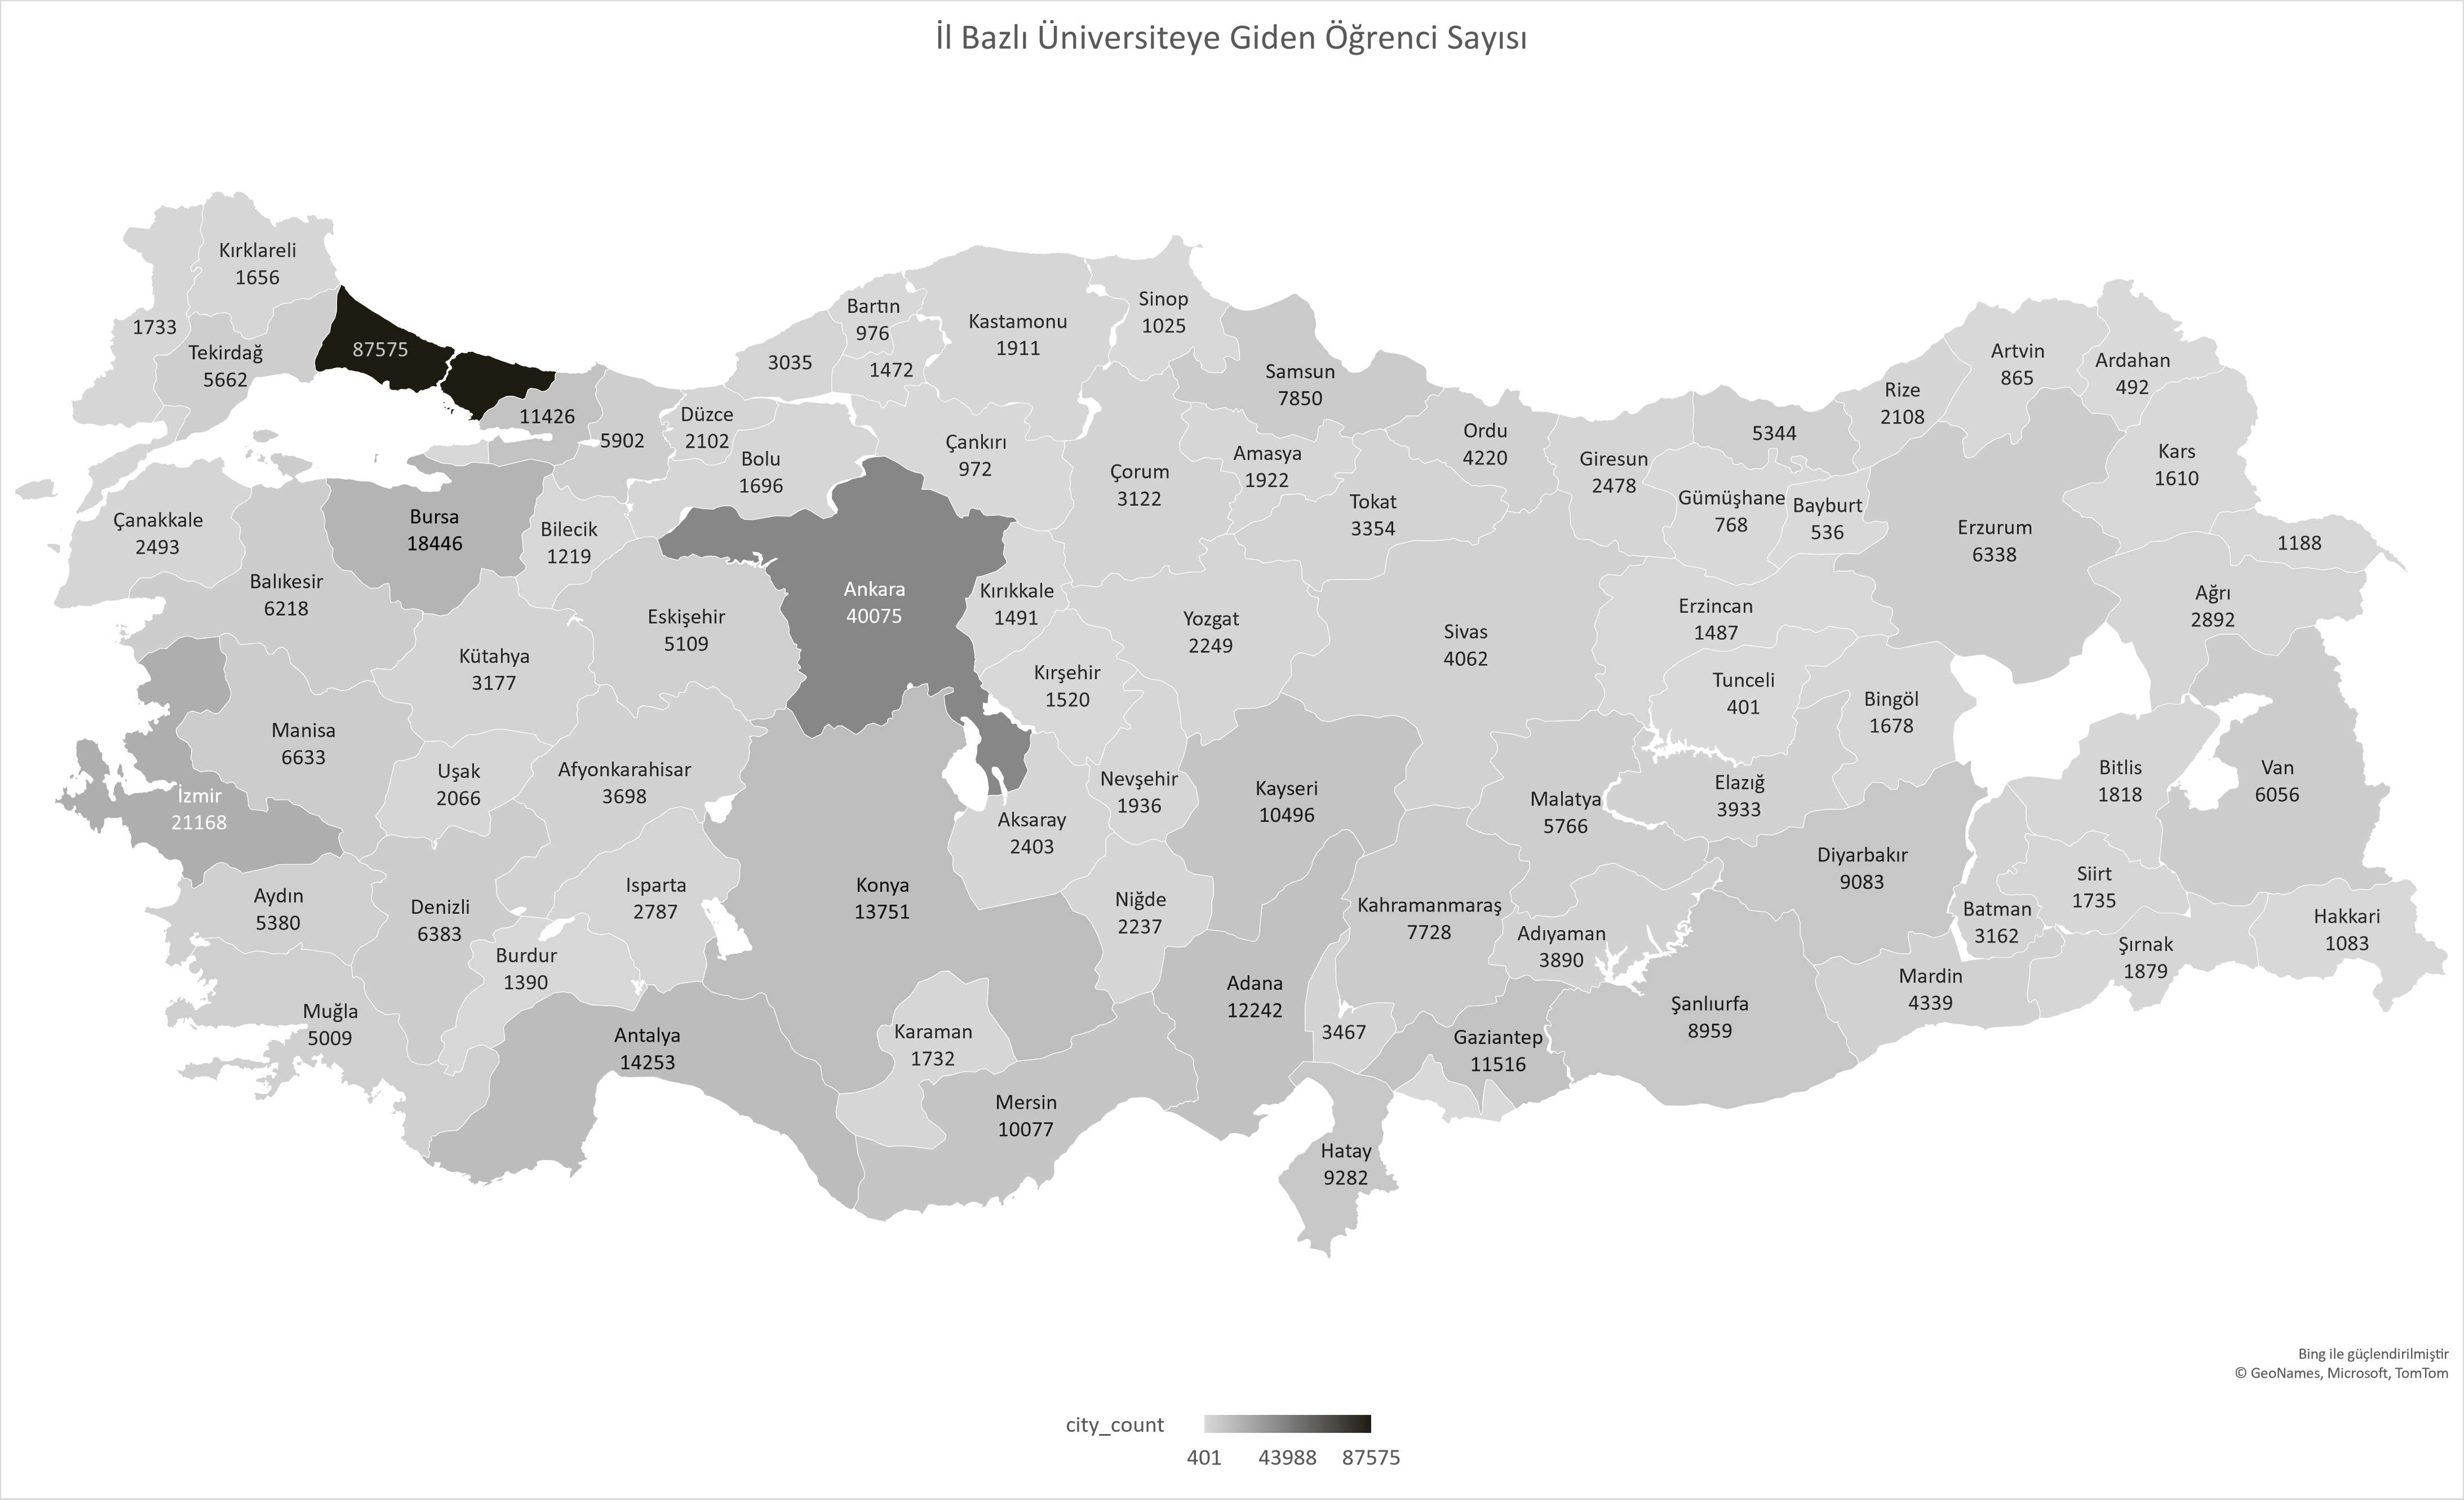 İl Bazlı Üniversiteye Giden Öğrenci Sayısı
Kırklareli
1656
1733
Tekirdağ
5662
87575
11426
5902
Düzce
2102
Bolu
1696
3035
Bartın
976
1472
Kastamonu
1911
Sinop
1025
Samsun
7850
Çankırı
972
Çorum
3122
Amasya
1922
Tokat
3354
Ordu
4220
Giresun
2478
5344
Gümüşhane
768
Bayburt
536
Rize
2108
Artvin
865
Ardahan
492
Kars
1610
1188
Ağrı
2892
Erzurum
6338
Çanakkale
2493
Balıkesir
6218
Bursa
18446
Bilecik
1219
Eskişehir
5109
Kütahya
3177
Ankara
40075
Kırıkkale
1491
Kırşehir
1520
Yozgat
2249
Sivas
4062
Erzincan
1487
Tunceli
401
Bingöl
1678
Manisa
6633
İzmir
21168
Uşak
2066
Afyonkarahisar
3698
Aksaray
2403
Nevşehir
1936
Kayseri
10496
Malatya
5766
Elazığ
3933
Diyarbakır
9083
Bitlis
1818
Van
6056
Siirt
1735
Batman
3162
Şırnak
1879
Hakkari
1083
Mardin
4339
Aydın
5380
Denizli
6383
Isparta
2787
Burdur
1390
Konya
13751
Niğde
2237
Kahramanmaraş
7728
Adıyaman
3890
Şanlıurfa
8959
Muğla
5009
Antalya
14253
Karaman
1732
Mersin
10077
Adana
12242
3467
Gaziantep
11516
Hatay
9282
Bing ile güçlendirilmiştir
© GeoNames, Microsoft, TomTom
city_count
401 43988 87575